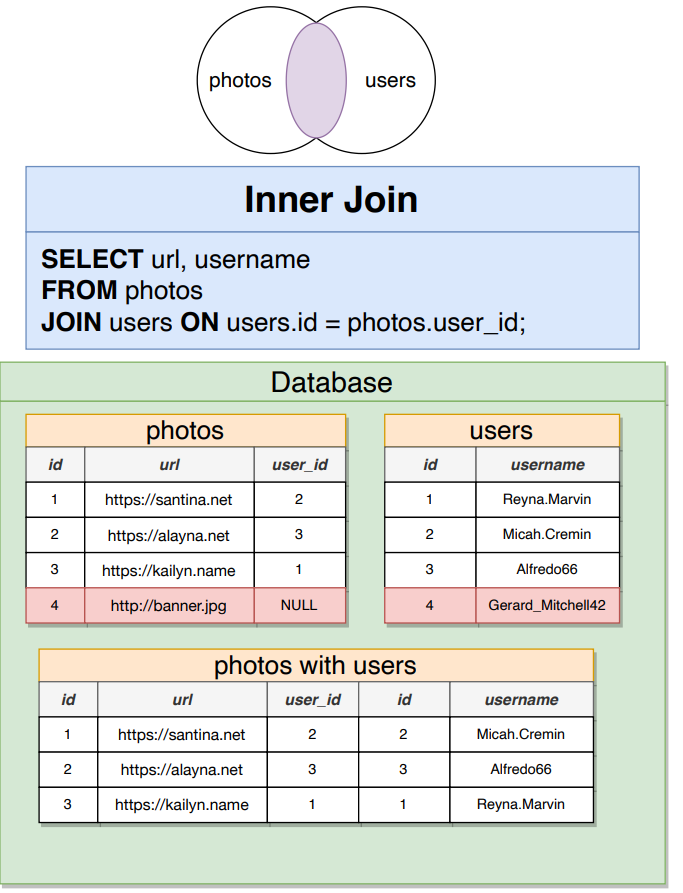 photos users
Inner Join
SELECT url, username
FROM photos
JOIN users ON users.id = photos.user_id;
Database
photos
id url user_id
1 https://santina.net 2
2 https://alayna.net 3
3 https://kailyn.name 1
4 http://banner.jpg NULL
users
id username
1 Reyna.Marvin
2 Micah.Cremin
3 Alfredo66
4 Gerard_Mitchell42
photos with users
id url user_id id username
1 https://santina.net 2 2 Micah.Cremin
2 https://alayna.net 3 3 Alfredo66
3 https://kailyn.name 1 1 Reyna.Marvin